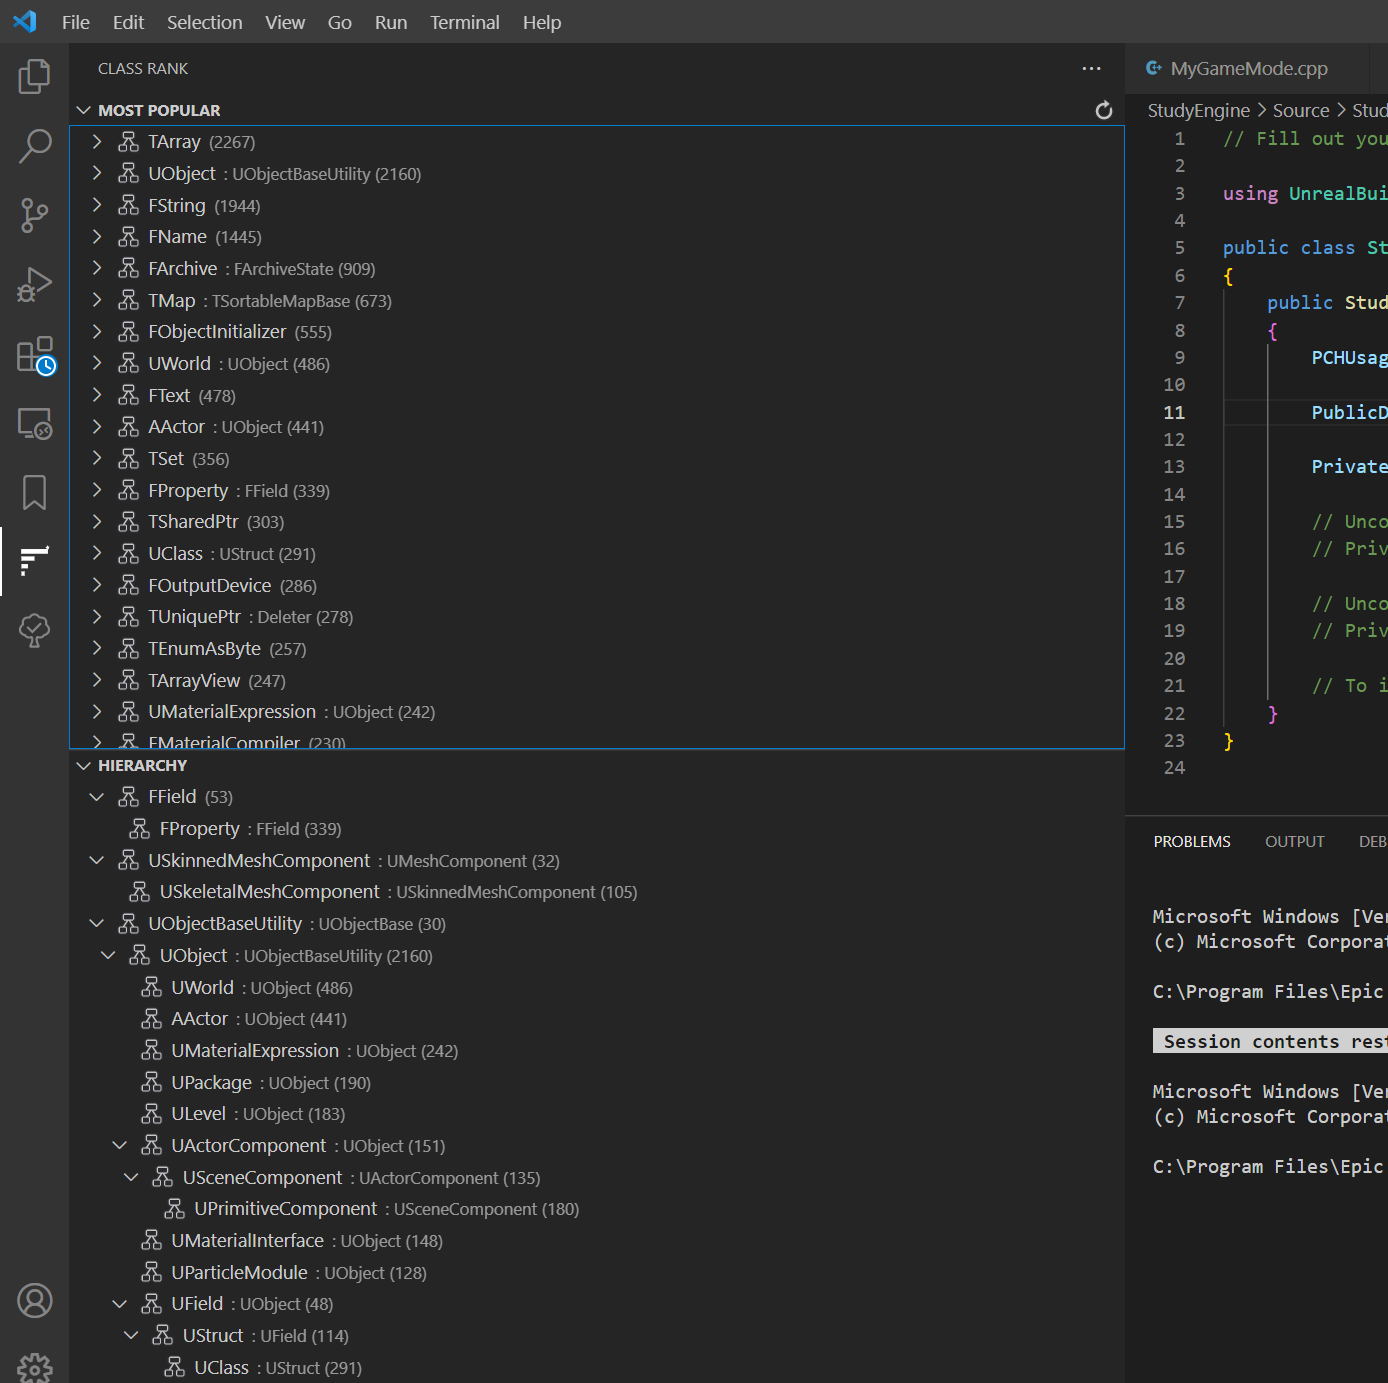 File Edit Selection View Go Run Terminal Help
CLASS RANK
MOST POPULAR
TArray (2267)
UObject : UObjectBaseUtility (2160)
FString (1944)
FName (1445)
FArchive : FArchiveState (909)
TMap : TSortableMapBase (673)
FObjectInitializer (555)
UWorld : UObject (486)
FText (478)
AActor : UObject (441)
TSet (356)
FProperty : FField (339)
TSharedPtr (303)
UClass : UStruct (291)
FOutputDevice (286)
TUniquePtr : Deleter (278)
TEnumAsByte (257)
TArrayView (247)
UMaterialExpression : UObject (242)
FMaterialCompiler (230)
HIERARCHY
FField (53)
FProperty : FField (339)
USkinnedMeshComponent : UMeshComponent (32)
USkeletalMeshComponent : USkinnedMeshComponent (105)
UObjectBaseUtility : UObjectBase (30)
UObject : UObjectBaseUtility (2160)
UWorld : UObject (486)
AActor : UObject (441)
UMaterialExpression : UObject (242)
UPackage : UObject (190)
ULevel : UObject (183)
UActorComponent : UObject (151)
USceneComponent : UActorComponent (135)
UPrimitiveComponent : USceneComponent (180)
UMaterialInterface : UObject (148)
UParticleModule : UObject (128)
UField : UObject (48)
UStruct : UField (114)
UClass : UStruct (291)
MyGameMode.cpp
StudyEngine > Source > Stud
1 // Fill out you
2
3 using UnrealBui
4
5 public class St
6 {
7 public Stud
8 {
9 PCHUsag
10
11 PublicD
12
13 Private
14
15 // Unco
16 // Priv
17
18 // Unco
19 // Priv
20
21 // To i
22 }
23 }
24
PROBLEMS OUTPUT DEB
Microsoft Windows [Ver
(c) Microsoft Corporat
C:\Program Files\Epic
Session contents rest
Microsoft Windows [Ver
(c) Microsoft Corporat
C:\Program Files\Epic